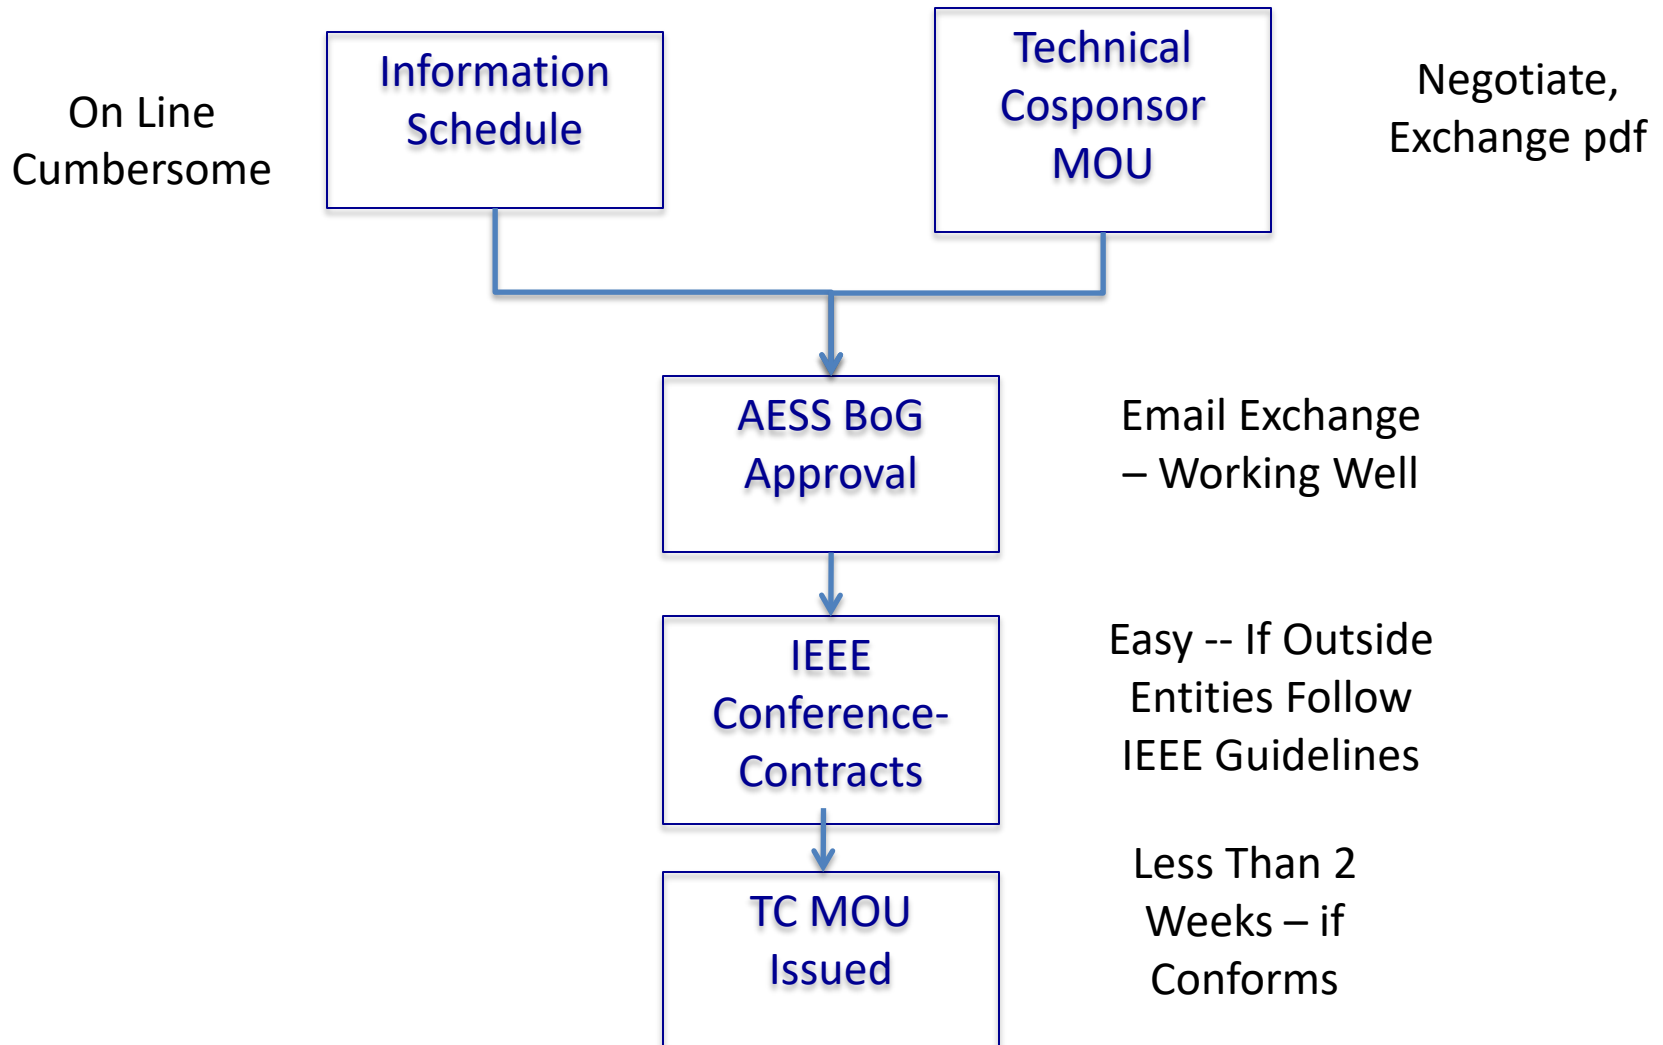 On Line
Cumbersome
Information
Schedule
Technical
Cosponsor
MOU
Negotiate,
Exchange pdf
AESS BoG
Approval
Email Exchange
– Working Well
IEEE
Conference-
Contracts
Easy -- If Outside
Entities Follow
IEEE Guidelines
TC MOU
Issued
Less Than 2
Weeks – if
Conforms